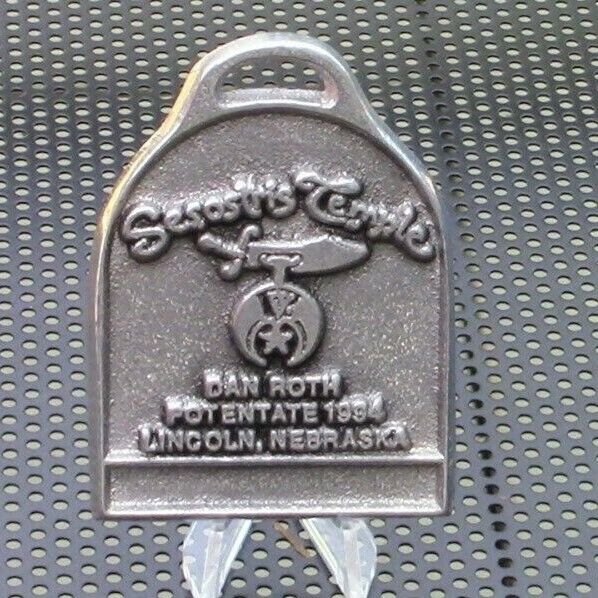 Sesostris Temple
DAN ROTH
POTENTATE 1994
LINCOLN, NEBRASKA